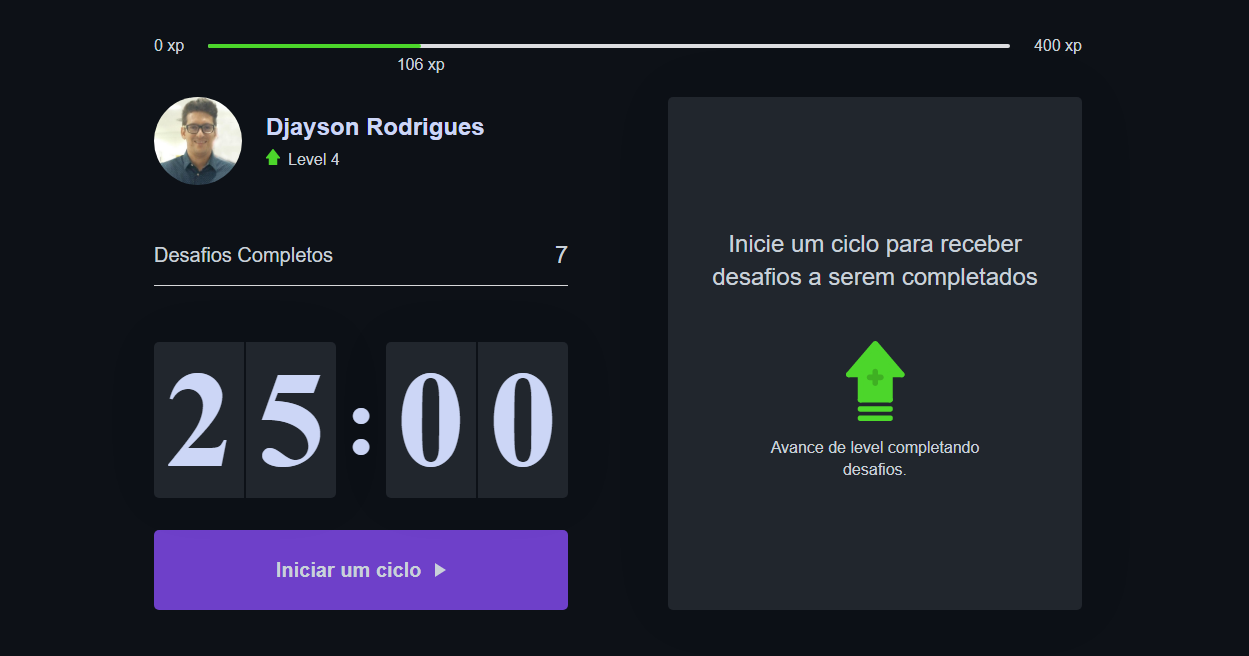 0 xp
400 xp
106 xp
Djayson Rodrigues
Level 4
Desafios Completos 7
25:00
Iniciar um ciclo
Inicie um ciclo para receber
desafios a serem completados
Avance de level completando
desafios.